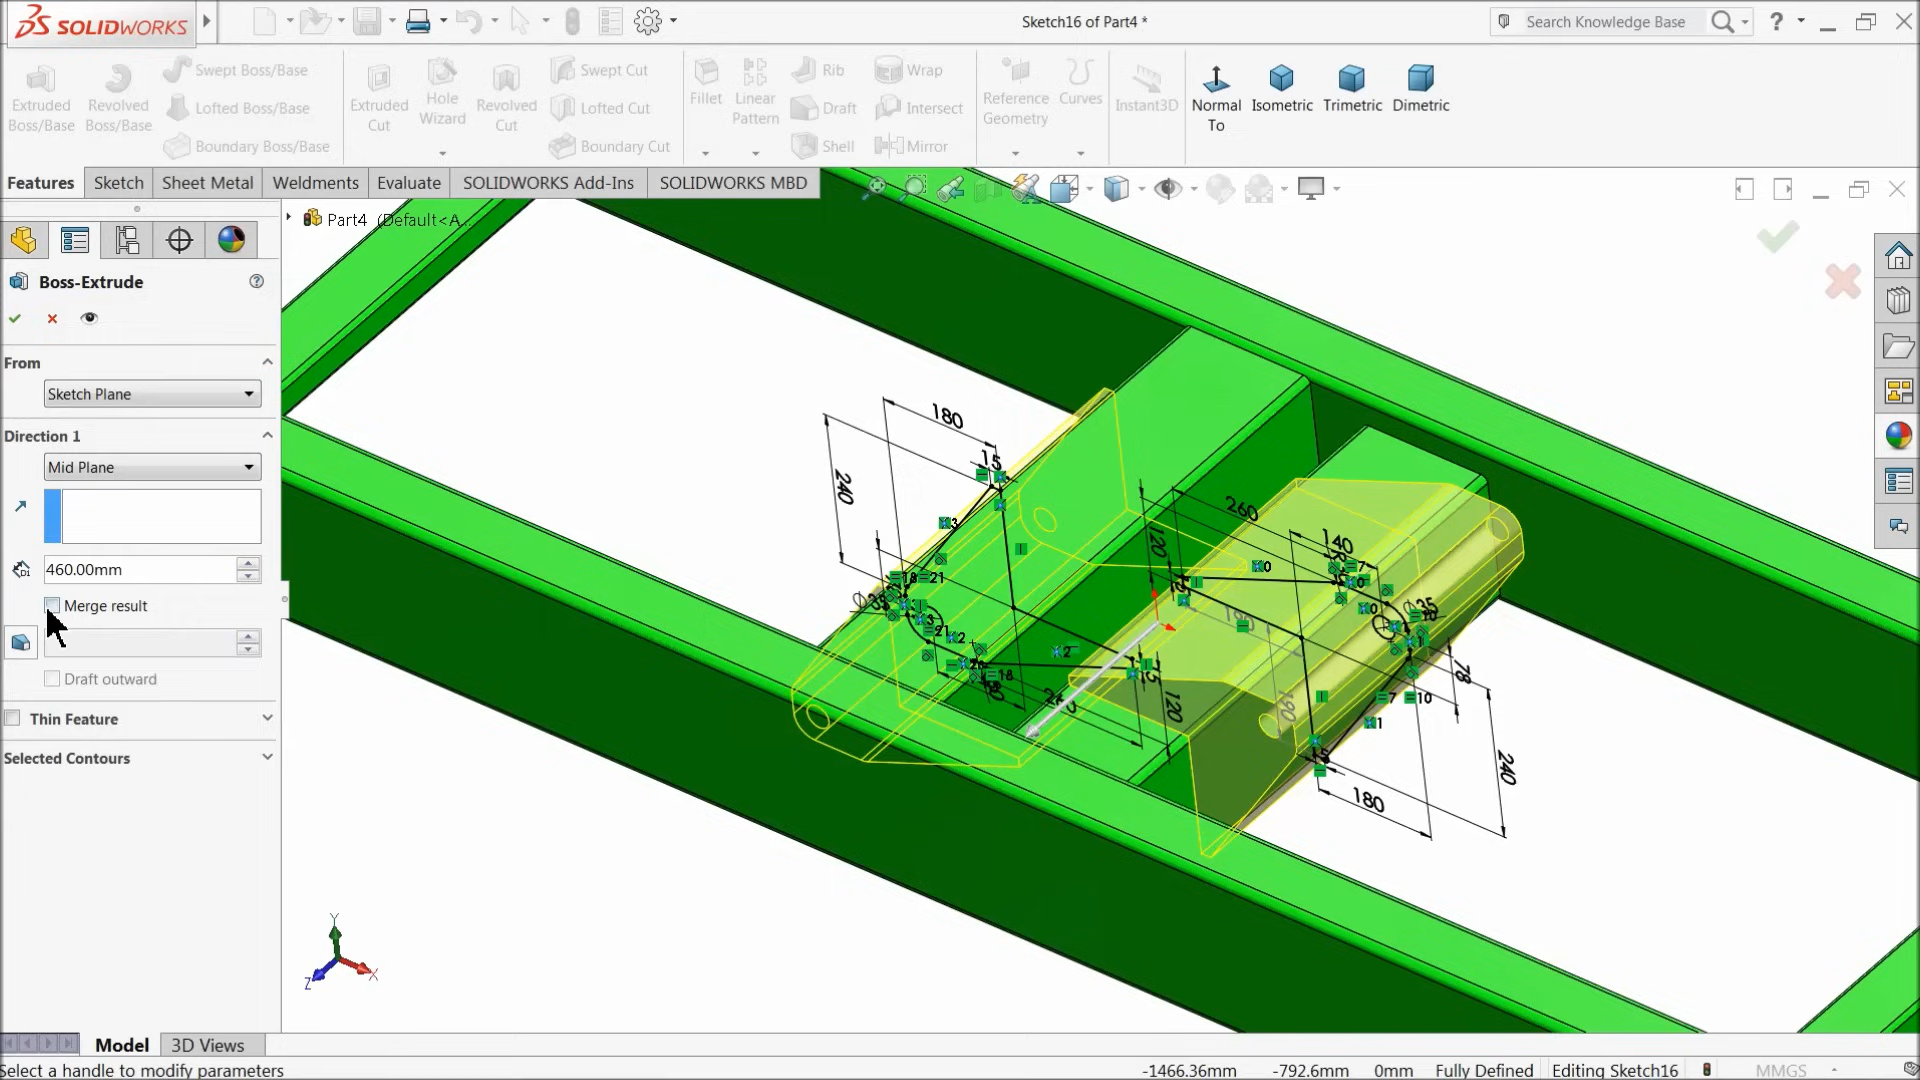 SOLIDWORKS
Sketch16 of Part4 *
Search Knowledge Base
?
Extruded Boss/Base
Revolved Boss/Base
Swept Boss/Base
Lofted Boss/Base
Boundary Boss/Base
Extruded Cut
Hole Wizard
Revolved Cut
Swept Cut
Lofted Cut
Boundary Cut
Fillet
Linear Pattern
Rib
Draft
Shell
Wrap
Intersect
Mirror
Reference Geometry
Curves
Instant3D
Normal To
Isometric
Trimetric
Dimetric
Features
Sketch
Sheet Metal
Weldments
Evaluate
SOLIDWORKS Add-Ins
SOLIDWORKS MBD
Part4 (Default<A...
Boss-Extrude
From
Sketch Plane
Direction 1
Mid Plane
460.00mm
Merge result
Draft outward
Thin Feature
Selected Contours
180
15
240
260
140
120
78
190
120
240
180
Y
X
Z
Model
3D Views
Select a handle to modify parameters
-1466.36mm
-792.6mm
0mm
Fully Defined
Editing Sketch16
MMGS